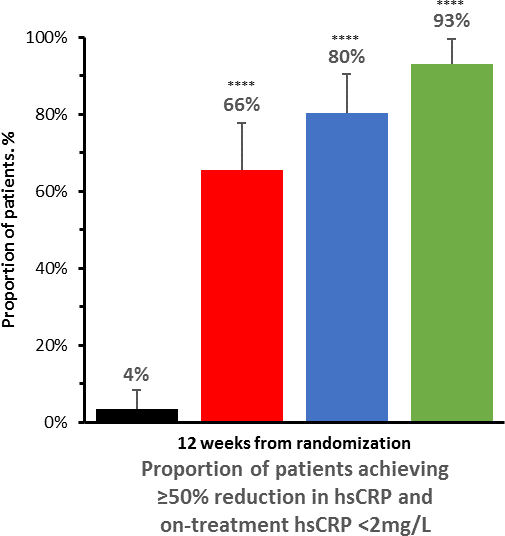 Proportion of patients. %
100%
80%
60%
40%
20%
0%
4%
****
66%
****
80%
****
93%
12 weeks from randomization
Proportion of patients achieving
≥50% reduction in hsCRP and
on-treatment hsCRP <2mg/L